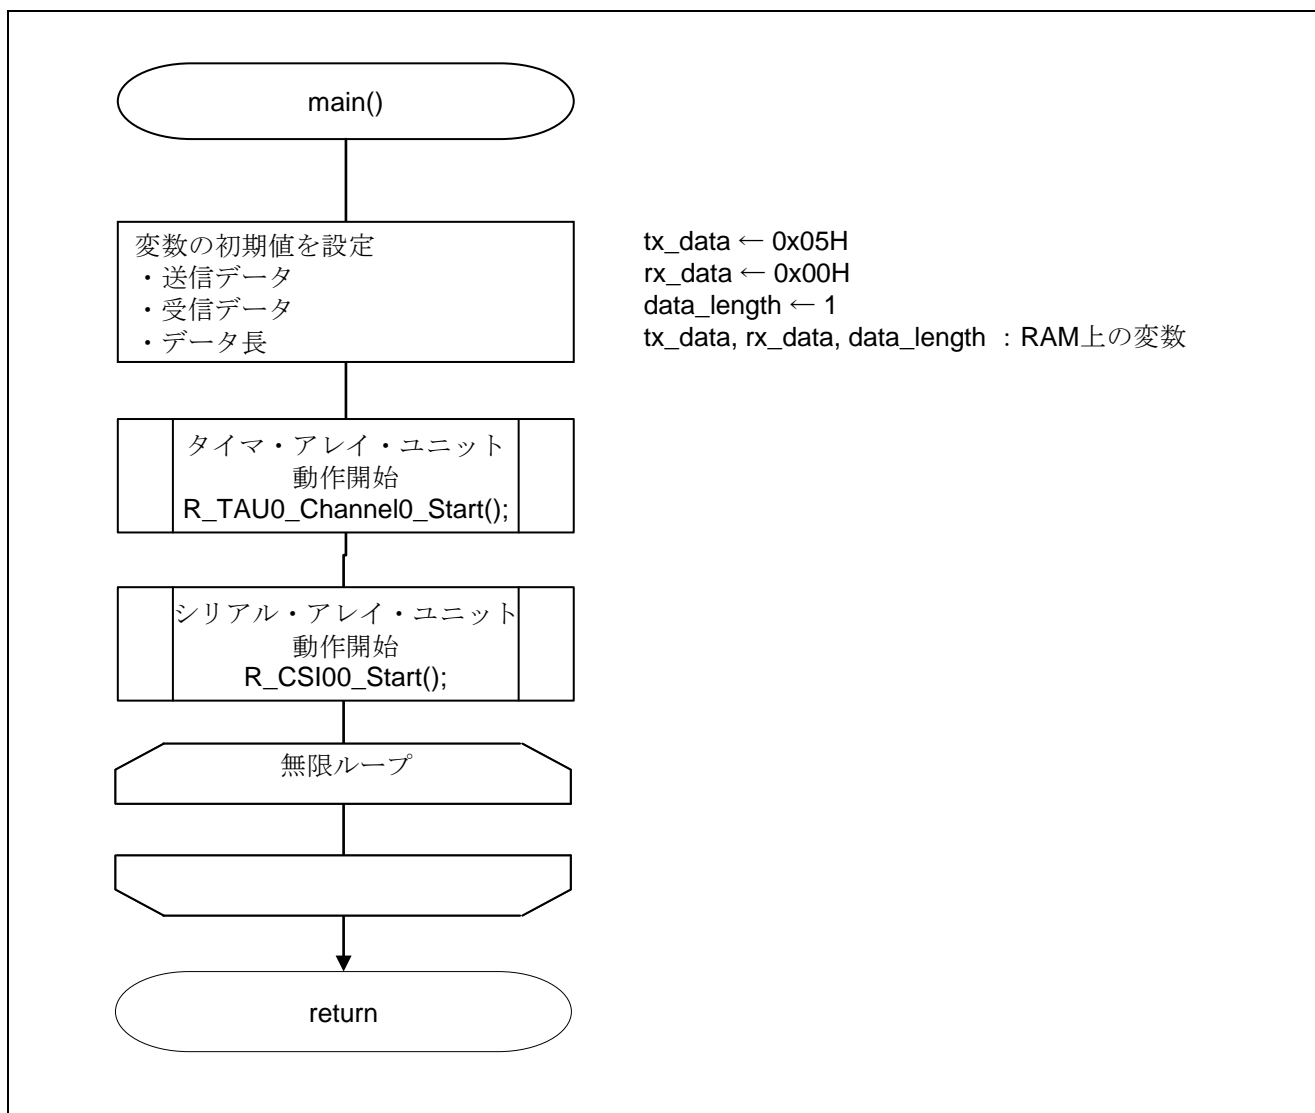 main()
変数の初期値を設定
・送信データ
・受信データ
・データ長
tx_data ← 0x05H
rx_data ← 0x00H
data_length ← 1
tx_data, rx_data, data_length ：RAM上の変数
タイマ・アレイ・ユニット
動作開始
R_TAU0_Channel0_Start();
シリアル・アレイ・ユニット
動作開始
R_CSI00_Start();
無限ループ
return